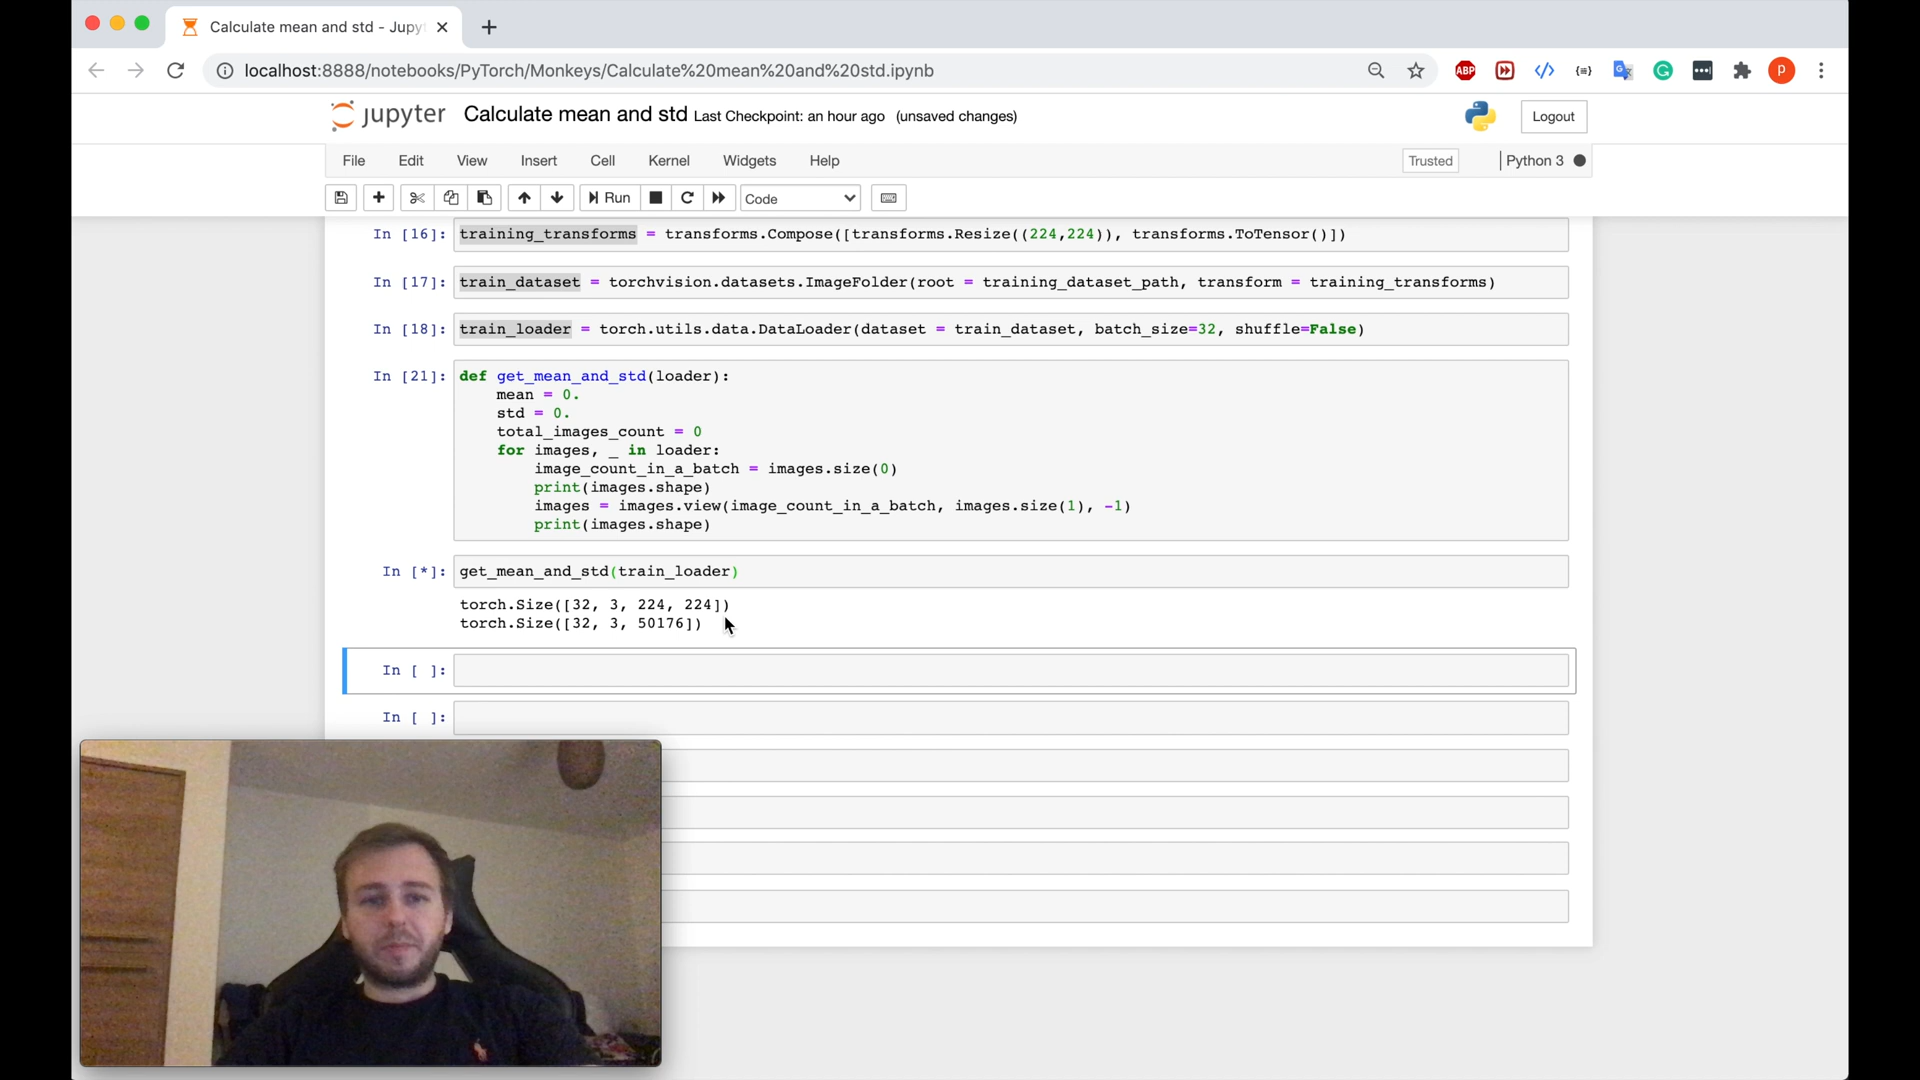 Calculate mean and std - Jupy
localhost:8888/notebooks/PyTorch/Monkeys/Calculate%20mean%20and%20std.ipynb
ABP
P
jupyter Calculate mean and std Last Checkpoint: an hour ago (unsaved changes)
Logout
File Edit View Insert Cell Kernel Widgets Help
Trusted
Python 3
Run
Code
In [16]: training_transforms = transforms.Compose([transforms.Resize((224,224)), transforms.ToTensor()])
In [17]: train_dataset = torchvision.datasets.ImageFolder(root = training_dataset_path, transform = training_transforms)
In [18]: train_loader = torch.utils.data.DataLoader(dataset = train_dataset, batch_size=32, shuffle=False)
In [21]: def get_mean_and_std(loader):
mean = 0.
std = 0.
total_images_count = 0
for images, _ in loader:
image_count_in_a_batch = images.size(0)
print(images.shape)
images = images.view(image_count_in_a_batch, images.size(1), -1)
print(images.shape)
In [*]: get_mean_and_std(train_loader)
torch.Size([32, 3, 224, 224])
torch.Size([32, 3, 50176])
In [ ]:
In [ ]: